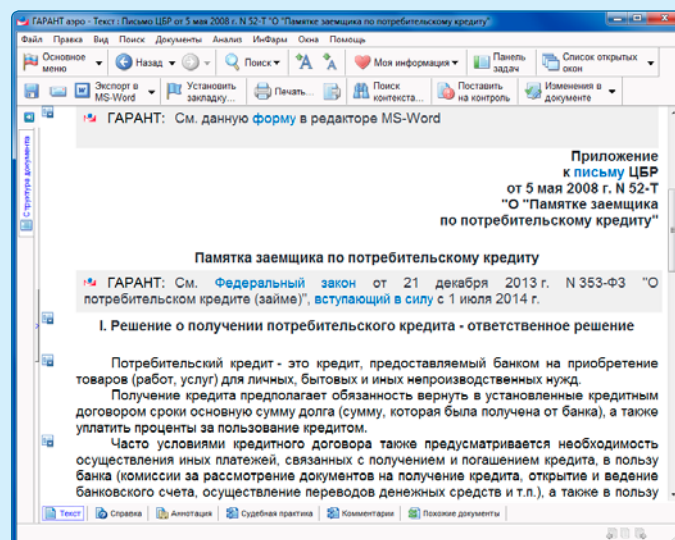 ГАРАНТ аэро - Текст : Письмо ЦБР от 5 мая 2008 г. N 52-Т "О "Памятке заемщика по потребительскому кредиту"
Файл Правка Вид Поиск Документы Анализ ИнФарм Окна Помощь
Основное меню Назад Поиск Моя информация Панель задач Список открытых окон
Экспорт в MS-Word Установить закладку... Печать... Поиск контекста... Поставить на контроль Изменения в документе
Структура документа
ГАРАНТ: См. данную форму в редакторе MS-Word
Приложение
к письму ЦБР
от 5 мая 2008 г. N 52-Т
"О "Памятке заемщика
по потребительскому кредиту"
Памятка заемщика по потребительскому кредиту
ГАРАНТ: См. Федеральный закон от 21 декабря 2013 г. N 353-ФЗ "О
потребительском кредите (займе)", вступающий в силу с 1 июля 2014 г.
I. Решение о получении потребительского кредита - ответственное решение
Потребительский кредит - это кредит, предоставляемый банком на приобретение
товаров (работ, услуг) для личных, бытовых и иных непроизводственных нужд.
Получение кредита предполагает обязанность вернуть в установленные кредитным
договором сроки основную сумму долга (сумму, которая была получена от банка), а также
уплатить проценты за пользование кредитом.
Часто условиями кредитного договора также предусматривается необходимость
осуществления иных платежей, связанных с получением и погашением кредита, в пользу
банка (комиссии за рассмотрение документов на получение кредита, открытие и ведение
банковского счета, осуществление переводов денежных средств и т.п.), а также в пользу
Текст Справка Аннотация Судебная практика Комментарии Похожие документы